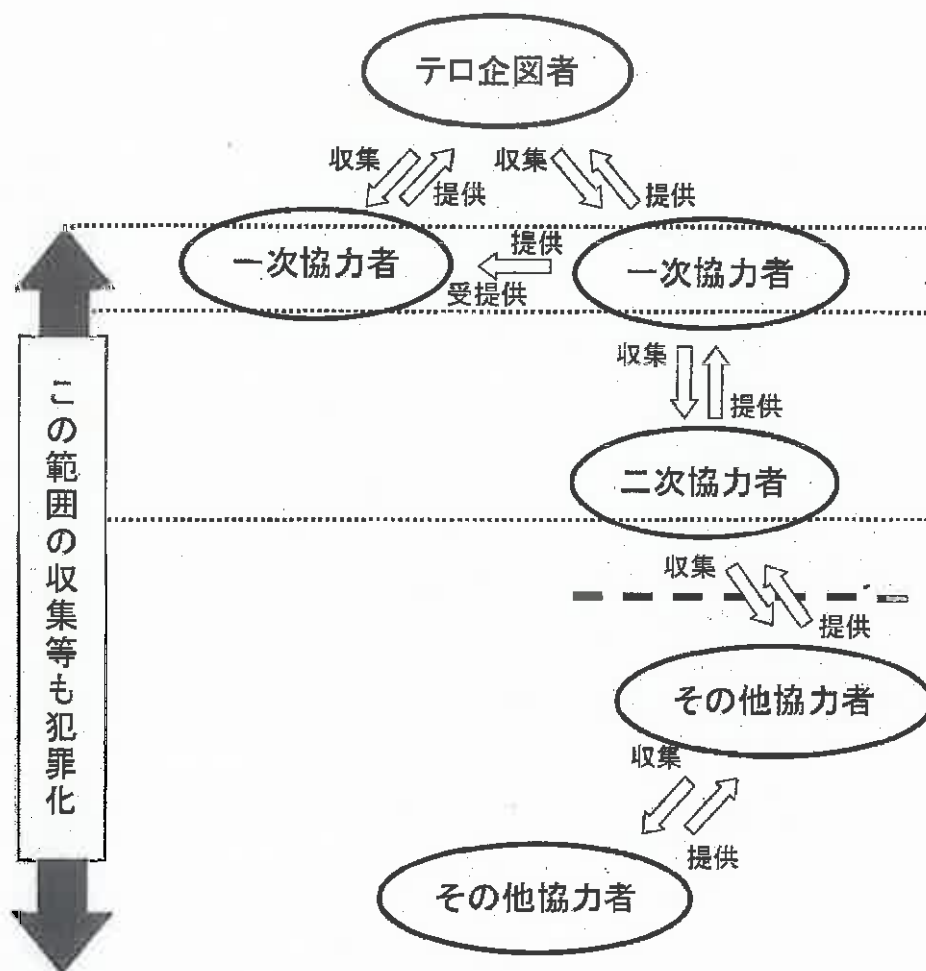 テロ企図者
収集
提供
収集
提供
一次協力者
提供
受提供
一次協力者
収集
提供
二次協力者
収集
提供
その他協力者
収集
提供
その他協力者
この範囲の収集等も犯罪化